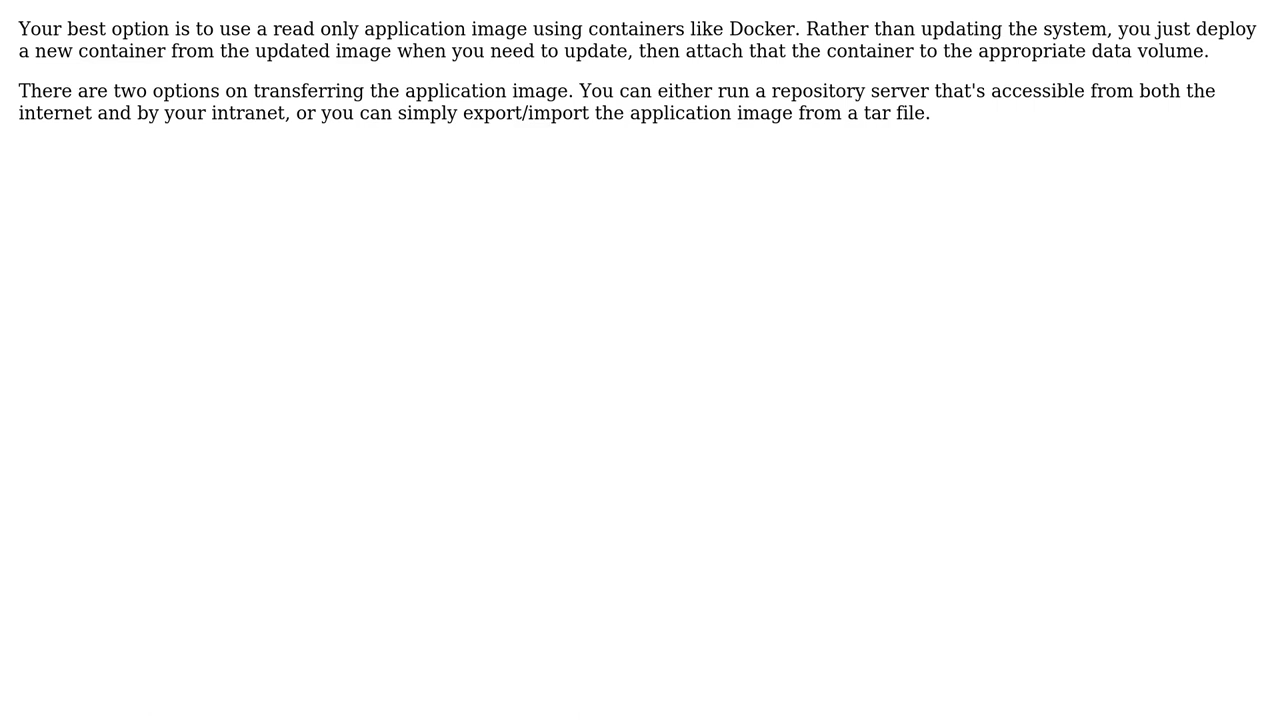 Your best option is to use a read only application image using containers like Docker. Rather than updating the system, you just deploy
a new container from the updated image when you need to update, then attach that the container to the appropriate data volume.
There are two options on transferring the application image. You can either run a repository server that's accessible from both the
internet and by your intranet, or you can simply export/import the application image from a tar file.